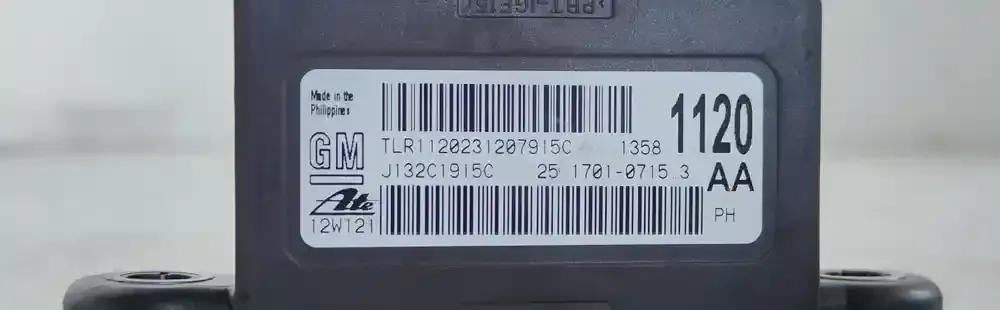 Made in the
Philippines
GM
TLR11202312079I5C 1358
1120
J132C19I5C 25.1701-0715.3
AA
Ate
12W121
PH